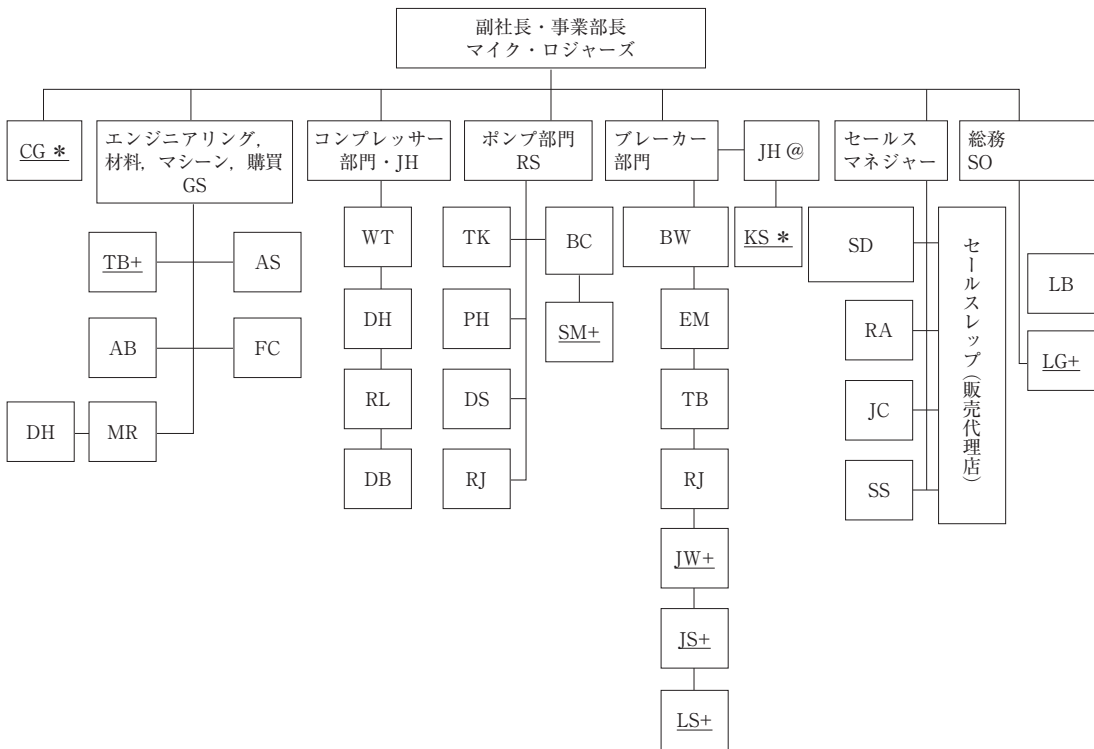 副社長・事業部長
マイク・ロジャーズ
CG *
エンジニアリング,
材料, マシーン, 購買
GS
コンプレッサー
部門・JH
ポンプ部門
RS
ブレーカー
部門
JH @
セールス
マネジャー
総務
SO
TB+
AS
AB
FC
DH
MR
WT
DH
RL
DB
TK
BC
PH
SM+
DS
RJ
BW
KS *
EM
TB
RJ
JW+
JS+
LS+
SD
RA
JC
SS
セールスレップ(販売代理店)
LB
LG+